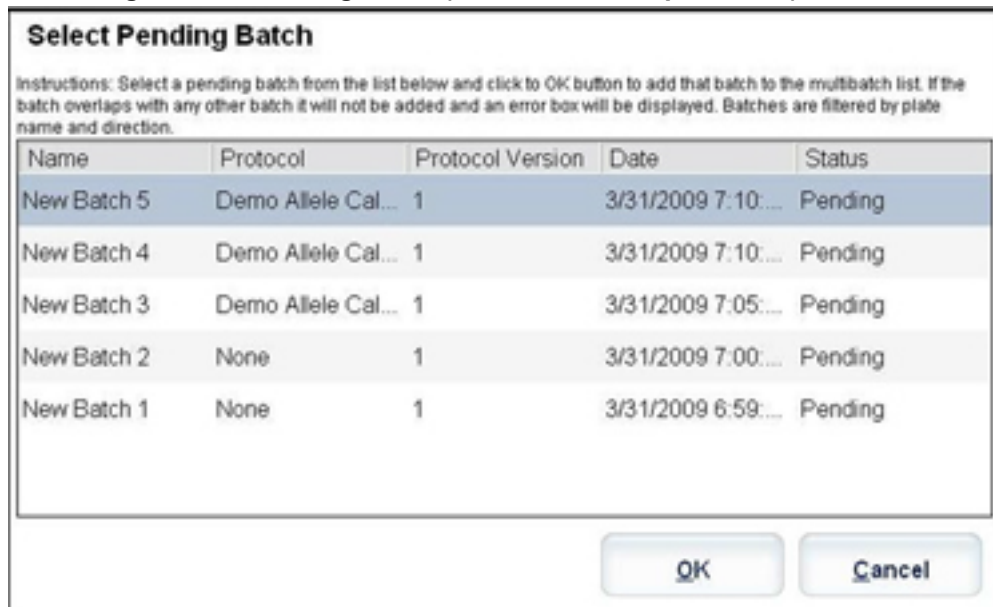 Select Pending Batch
Instructions: Select a pending batch from the list below and click to OK button to add that batch to the multibatch list. If the
batch overlaps with any other batch it will not be added and an error box will be displayed. Batches are filtered by plate
name and direction.
Name Protocol Protocol Version Date Status
New Batch 5 Demo Allele Cal... 1 3/31/2009 7:10:... Pending
New Batch 4 Demo Allele Cal... 1 3/31/2009 7:10:... Pending
New Batch 3 Demo Allele Cal... 1 3/31/2009 7:05:... Pending
New Batch 2 None 1 3/31/2009 7:00:... Pending
New Batch 1 None 1 3/31/2009 6:59:... Pending
OK Cancel